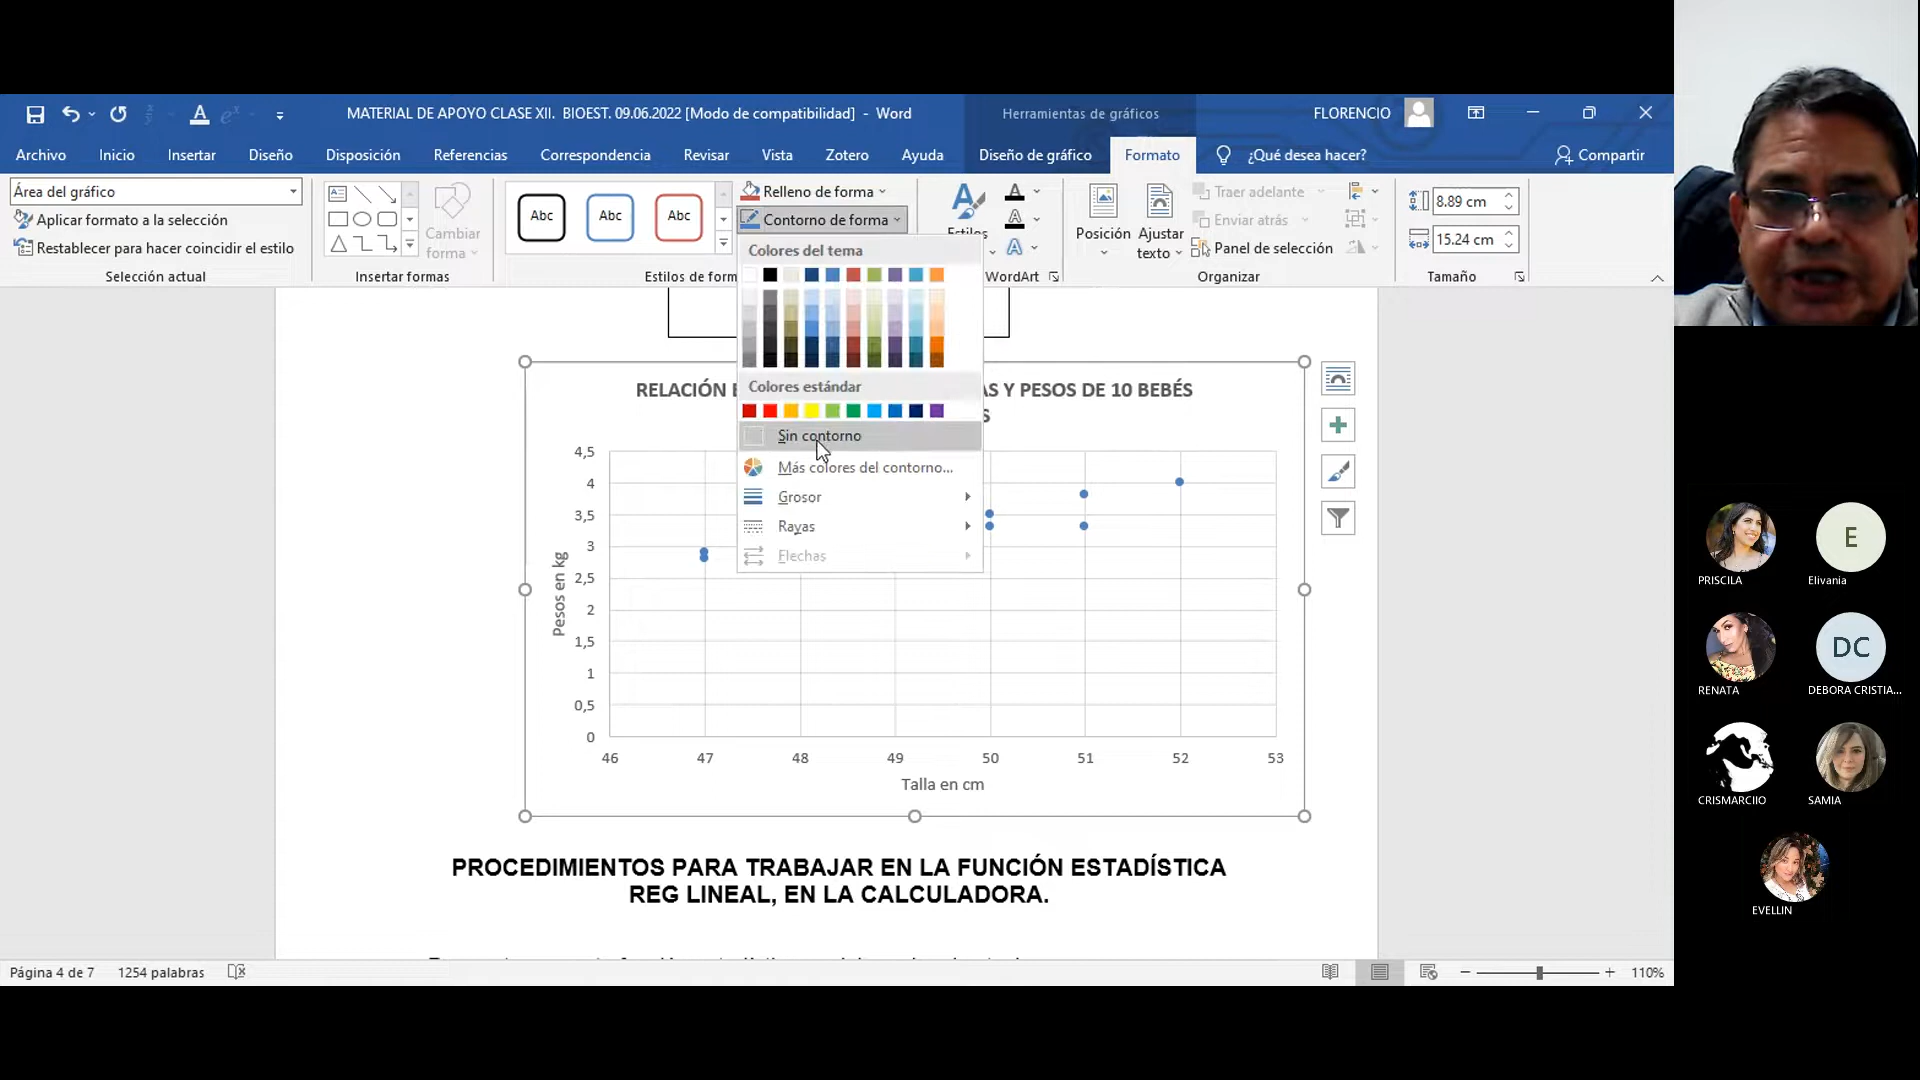 MATERIAL DE APOYO CLASE XII. BIOEST. 09.06.2022 [Modo de compatibilidad] - Word
Herramientas de gráficos
FLORENCIO
Archivo Inicio Insertar Diseño Disposición Referencias Correspondencia Revisar Vista Zotero Ayuda Diseño de gráfico Formato ¿Qué desea hacer? Compartir
Área del gráfico
Aplicar formato a la selección
Restablecer para hacer coincidir el estilo
Selección actual
Cambiar
forma
Insertar formas
Abc Abc Abc
Relleno de forma
Contorno de forma
Colores del tema
Colores estándar
Sin contorno
Más colores del contorno...
Grosor
Rayas
Flechas
WordArt
Posición
Ajustar
texto
Traer adelante
Enviar atrás
Panel de selección
Organizar
8.89 cm
15.24 cm
Tamaño
RELACIÓN
Y PESOS DE 10 BEBÉS
4,5
4
3,5
3
2,5
2
1,5
1
0,5
0
Pesos en kg
46 47 48 49 50 51 52 53
Talla en cm
PROCEDIMIENTOS PARA TRABAJAR EN LA FUNCIÓN ESTADÍSTICA
REG LINEAL, EN LA CALCULADORA.
Página 4 de 7 1254 palabras
110%
PRISCILA
E
Elivania
RENATA
DC
DEBORA CRISTIA...
CRISMARCIIO
SAMIA
EVELLIN